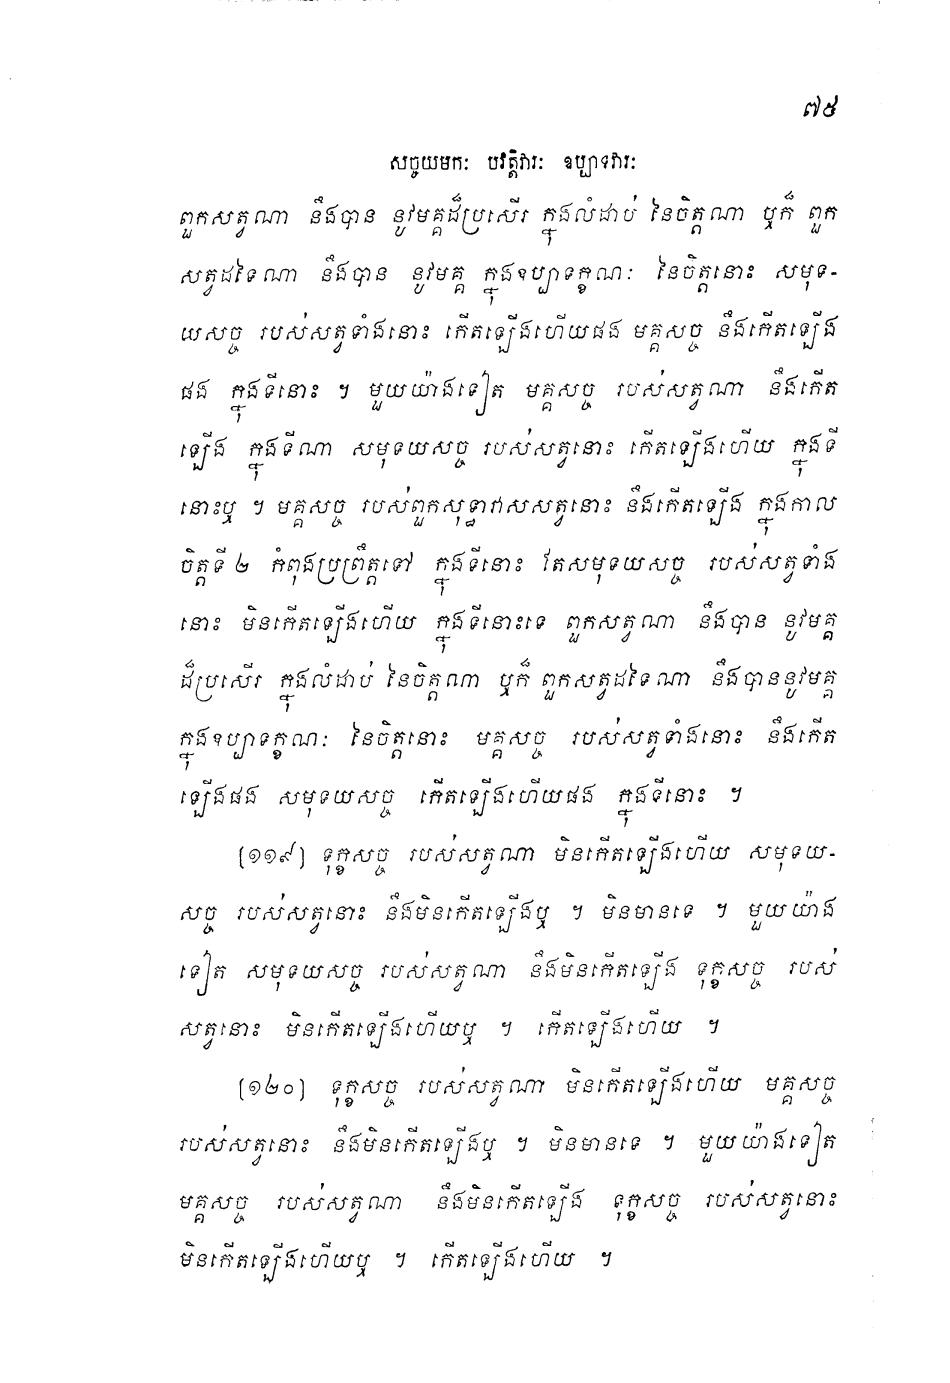 ៧៥
សច្ចយមកៈ បវត្តិវារៈ ឧប្បាទវារៈ
ពួកសត្វណា នឹងបាន នូវមគ្គដ៏ប្រសើរ ក្នុងលំដាប់ នៃចិត្តណា ឬក៏ ពួក
សត្វដទៃណា នឹងបាន នូវមគ្គ ក្នុងឧប្បាទក្ខណៈ នៃចិត្តនោះ សមុទ-
យសច្ច របស់សត្វទាំងនោះ កើតឡើងហើយផង មគ្គសច្ច នឹងកើតឡើង
ផង ក្នុងទីនោះ ។ មួយយ៉ាងទៀត មគ្គសច្ច របស់សត្វណា នឹងកើត
ឡើង ក្នុងទីណា សមុទយសច្ច របស់សត្វនោះ កើតឡើងហើយ ក្នុងទី
នោះឬ ។ មគ្គសច្ច របស់ពួកសុទ្ធាវាសសត្វនោះ នឹងកើតឡើង ក្នុងកាល
ចិត្តទី ២ កំពុងប្រព្រឹត្តទៅ ក្នុងទីនោះ តែសមុទយសច្ច របស់សត្វទាំង
នោះ មិនកើតឡើងហើយ ក្នុងទីនោះទេ ពួកសត្វណា នឹងបាន នូវមគ្គ
ដ៏ប្រសើរ ក្នុងលំដាប់ នៃចិត្តណា ឬក៏ ពួកសត្វដទៃណា នឹងបាននូវមគ្គ
ក្នុងឧប្បាទក្ខណៈ នៃចិត្តនោះ មគ្គសច្ច របស់សត្វទាំងនោះ នឹងកើត
ឡើងផង សមុទយសច្ច កើតឡើងហើយផង ក្នុងទីនោះ ។
[១១៩] ទុក្ខសច្ច របស់សត្វណា មិនកើតឡើងហើយ សមុទយ-
សច្ច របស់សត្វនោះ នឹងមិនកើតឡើងឬ ។ មិនមានទេ ។ មួយយ៉ាង
ទៀត សមុទយសច្ច របស់សត្វណា នឹងមិនកើតឡើង ទុក្ខសច្ច របស់
សត្វនោះ មិនកើតឡើងហើយឬ ។ កើតឡើងហើយ ។
[១២០] ទុក្ខសច្ច របស់សត្វណា មិនកើតឡើងហើយ មគ្គសច្ច
របស់សត្វនោះ នឹងមិនកើតឡើងឬ ។ មិនមានទេ ។ មួយយ៉ាងទៀត
មគ្គសច្ច របស់សត្វណា នឹងមិនកើតឡើង ទុក្ខសច្ច របស់សត្វនោះ
មិនកើតឡើងហើយឬ ។ កើតឡើងហើយ ។